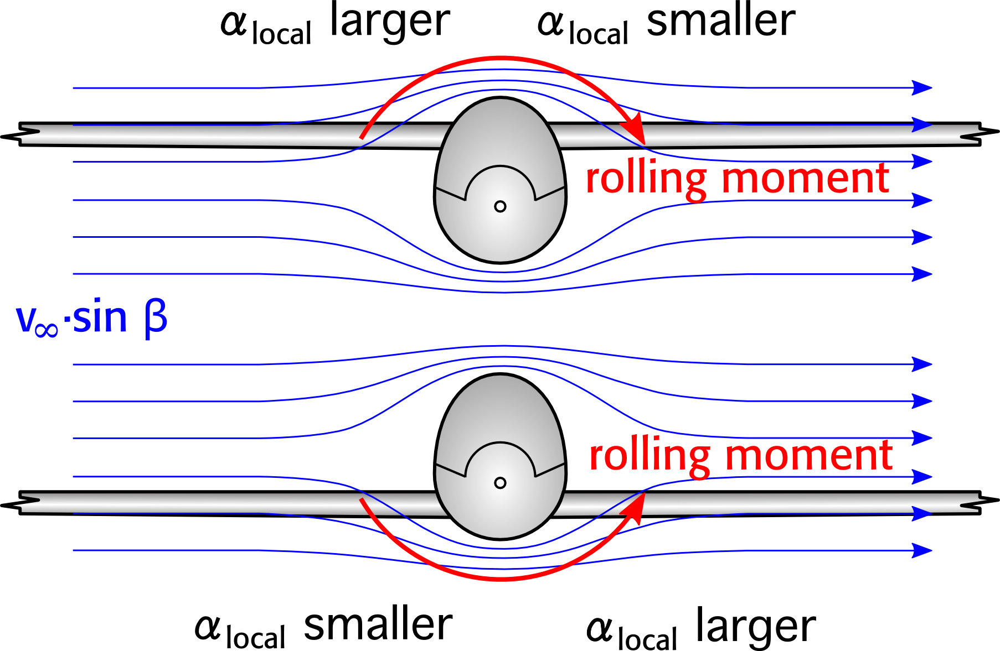 α local larger
α local smaller
rolling moment
v∞·sin β
rolling moment
α local smaller
α local larger